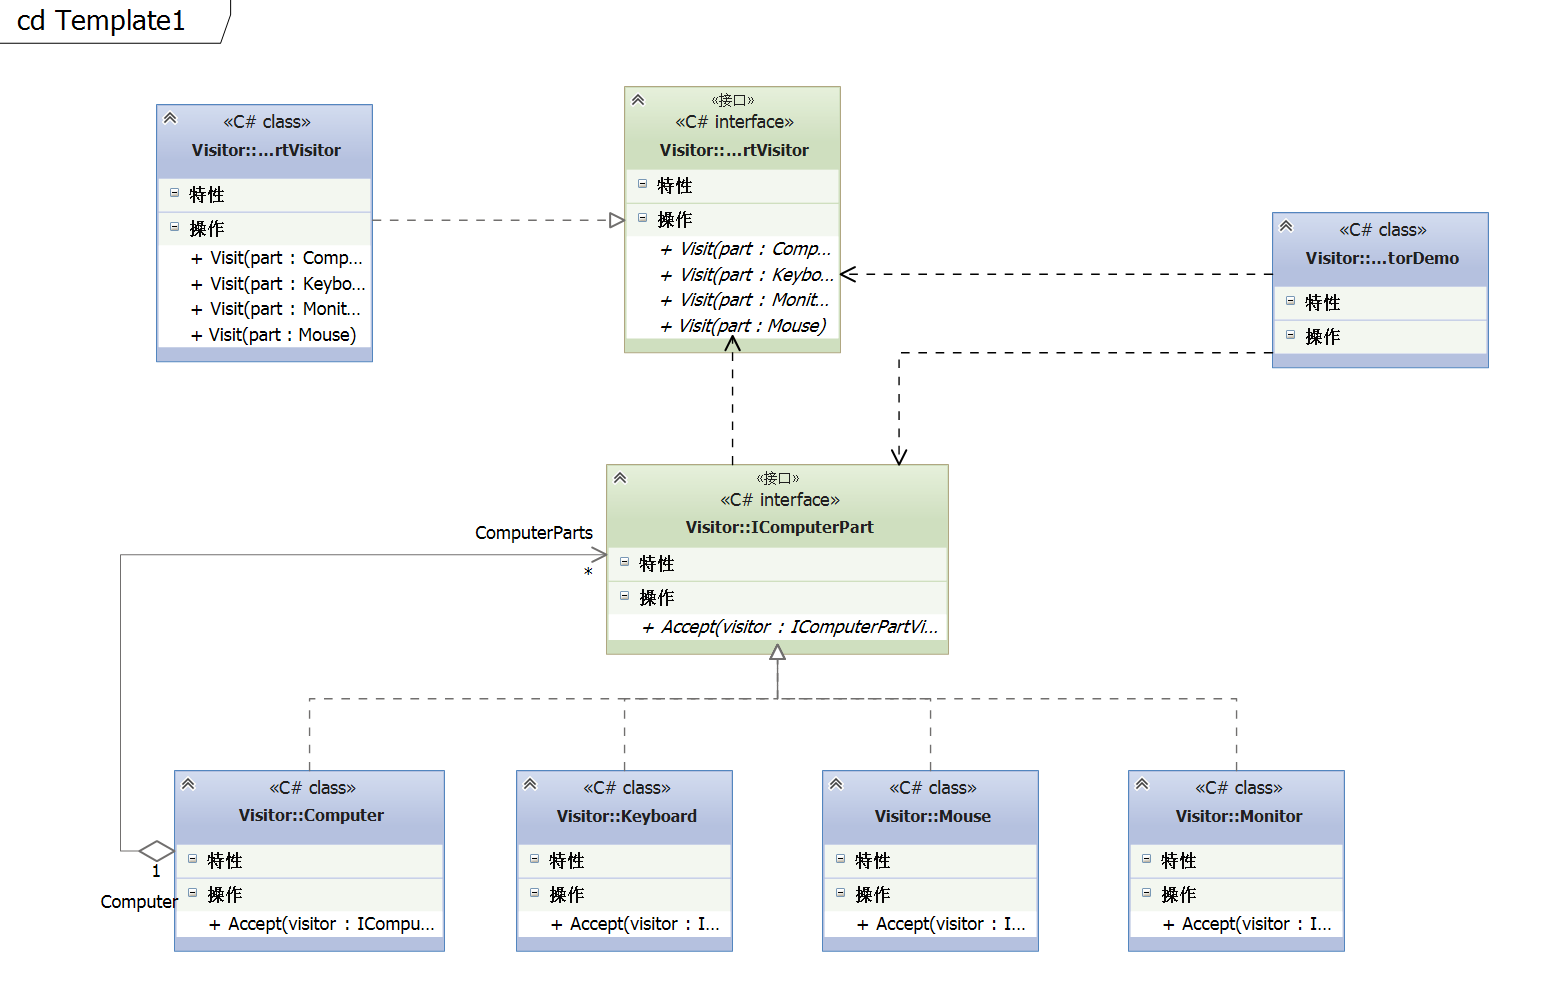 cd Template1
«C# class»
Visitor::...rtVisitor
特性
操作
+ Visit(part : Comp...
+ Visit(part : Keybo...
+ Visit(part : Monit...
+ Visit(part : Mouse)
«接口»
«C# interface»
Visitor::...rtVisitor
特性
操作
+ Visit(part : Comp...
+ Visit(part : Keybo...
+ Visit(part : Monit...
+ Visit(part : Mouse)
«C# class»
Visitor::...torDemo
特性
操作
«接口»
«C# interface»
Visitor::IComputerPart
特性
操作
+ Accept(visitor : IComputerPartVi...
ComputerParts
*
1
Computer
«C# class»
Visitor::Computer
特性
操作
+ Accept(visitor : ICompu...
«C# class»
Visitor::Keyboard
特性
操作
+ Accept(visitor : I...
«C# class»
Visitor::Mouse
特性
操作
+ Accept(visitor : I...
«C# class»
Visitor::Monitor
特性
操作
+ Accept(visitor : I...